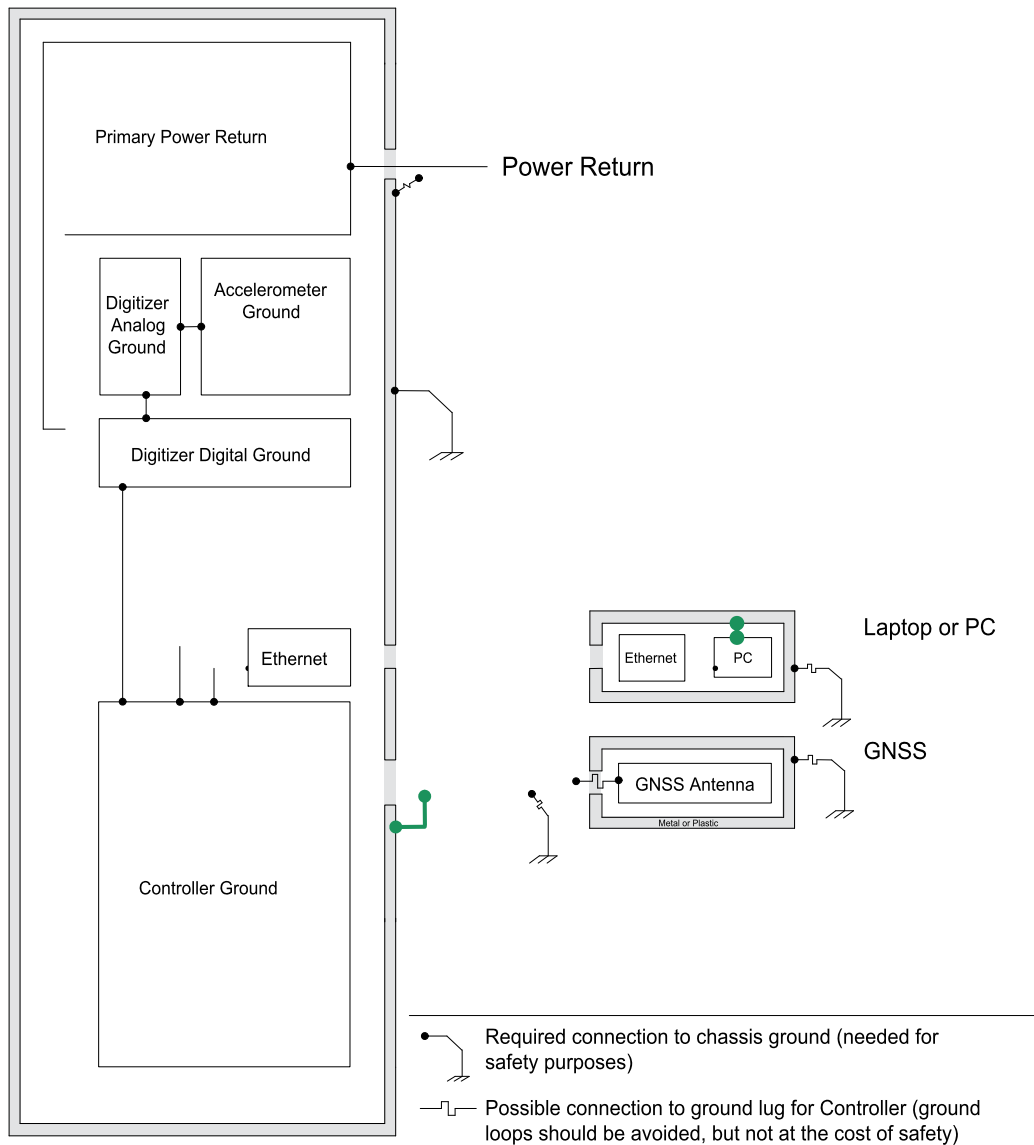 Primary Power Return
Power Return
Digitizer
Analog
Ground
Accelerometer
Ground
Digitizer Digital Ground
Ethernet
Controller Ground
Laptop or PC
Ethernet
PC
GNSS
GNSS Antenna
Metal or Plastic
Required connection to chassis ground (needed for
safety purposes)
Possible connection to ground lug for Controller (ground
loops should be avoided, but not at the cost of safety)